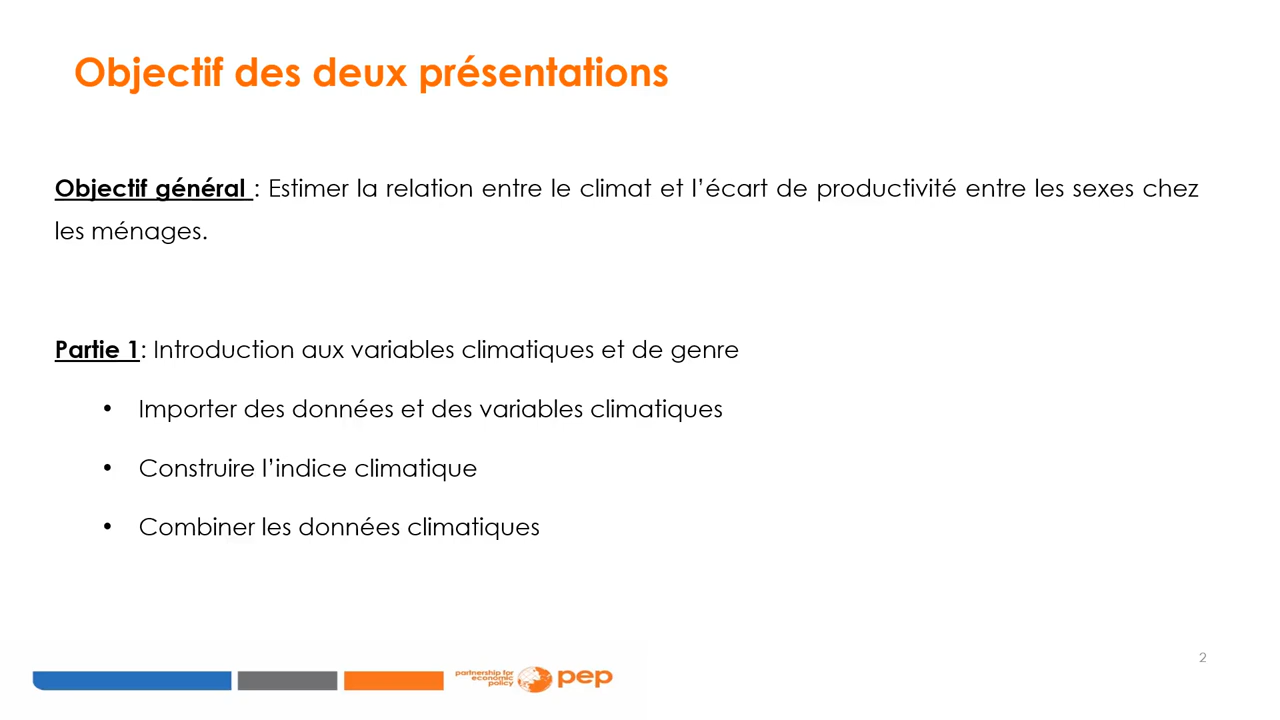 Objectif des deux présentations
Objectif général : Estimer la relation entre le climat et l’écart de productivité entre les sexes chez
les ménages.
Partie 1: Introduction aux variables climatiques et de genre
• Importer des données et des variables climatiques
• Construire l’indice climatique
• Combiner les données climatiques
2
partnership for
economic
policy
pep